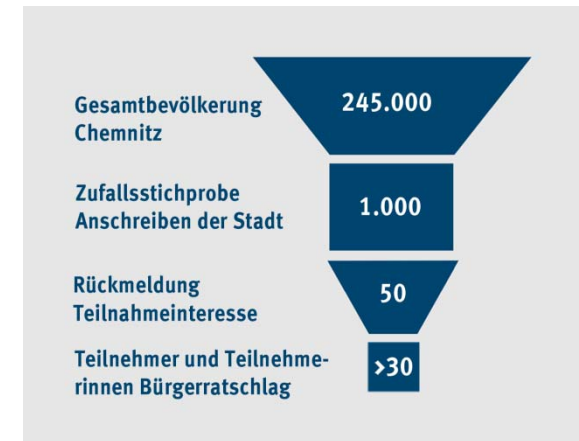 Gesamtbevölkerung
Chemnitz
245.000
Zufallsstichprobe
Anschreiben der Stadt
1.000
Rückmeldung
Teilnahmeinteresse
50
Teilnehmer und Teilnehme-
rinnen Bürgerratschlag
>30